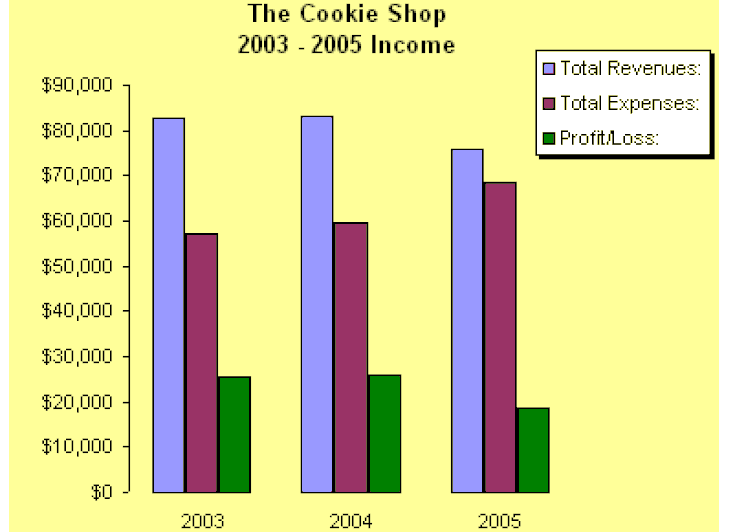 The Cookie Shop
2003 - 2005 Income
Total Revenues:
Total Expenses:
Profit/Loss:
$90,000
$80,000
$70,000
$60,000
$50,000
$40,000
$30,000
$20,000
$10,000
$0
2003
2004
2005